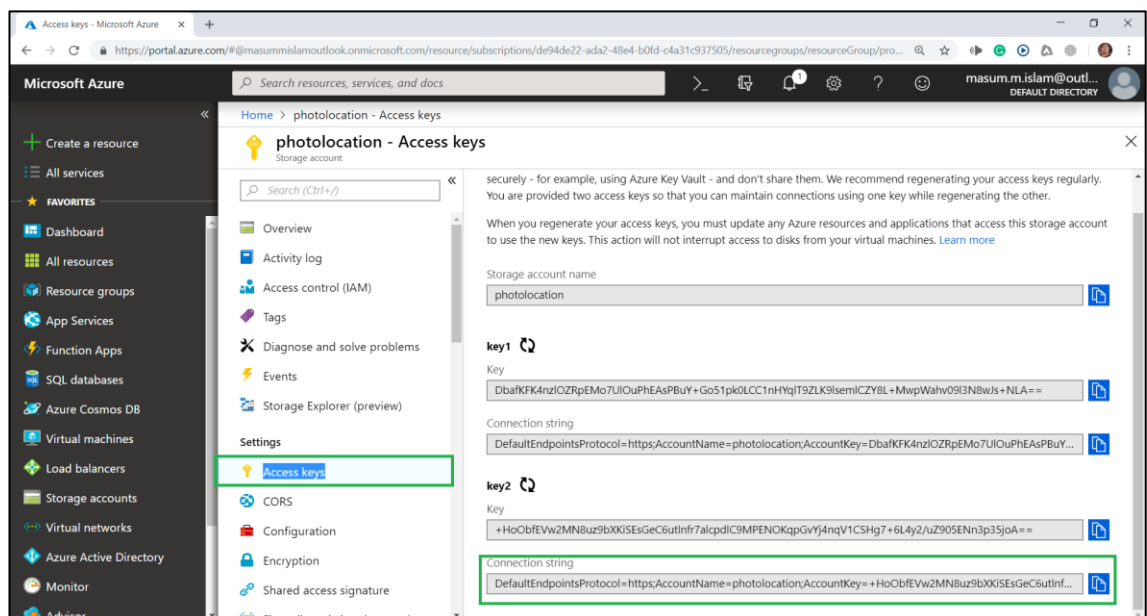 Access keys - Microsoft Azure
https://portal.azure.com/#@masummislamoutlook.onmicrosoft.com/resource/subscriptions/de94de22-ada2-48e4-b0fd-c4a31c937505/resourcegroups/resourceGroup/pro...
Microsoft Azure
Search resources, services, and docs
1
masum.m.islam@outl...
DEFAULT DIRECTORY
Create a resource
All services
FAVORITES
Dashboard
All resources
Resource groups
App Services
Function Apps
SQL databases
Azure Cosmos DB
Virtual machines
Load balancers
Storage accounts
Virtual networks
Azure Active Directory
Monitor
Advisor
Home > photolocation - Access keys
photolocation - Access keys
Storage account
Search (Ctrl+/)
Overview
Activity log
Access control (IAM)
Tags
Diagnose and solve problems
Events
Storage Explorer (preview)
Settings
Access keys
CORS
Configuration
Encryption
Shared access signature
securely - for example, using Azure Key Vault - and don't share them. We recommend regenerating your access keys regularly.
You are provided two access keys so that you can maintain connections using one key while regenerating the other.
When you regenerate your access keys, you must update any Azure resources and applications that access this storage account
to use the new keys. This action will not interrupt access to disks from your virtual machines. Learn more
Storage account name
photolocation
key1
Key
Connection string
DefaultEndpointsProtocol=https;AccountName=photolocation;AccountKey=
key2
Key
Connection string
DefaultEndpointsProtocol=https;AccountName=photolocation;AccountKey=